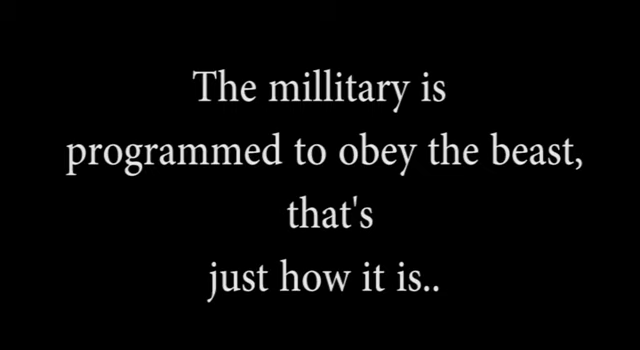 The millitary is
programmed to obey the beast,
that's
just how it is..